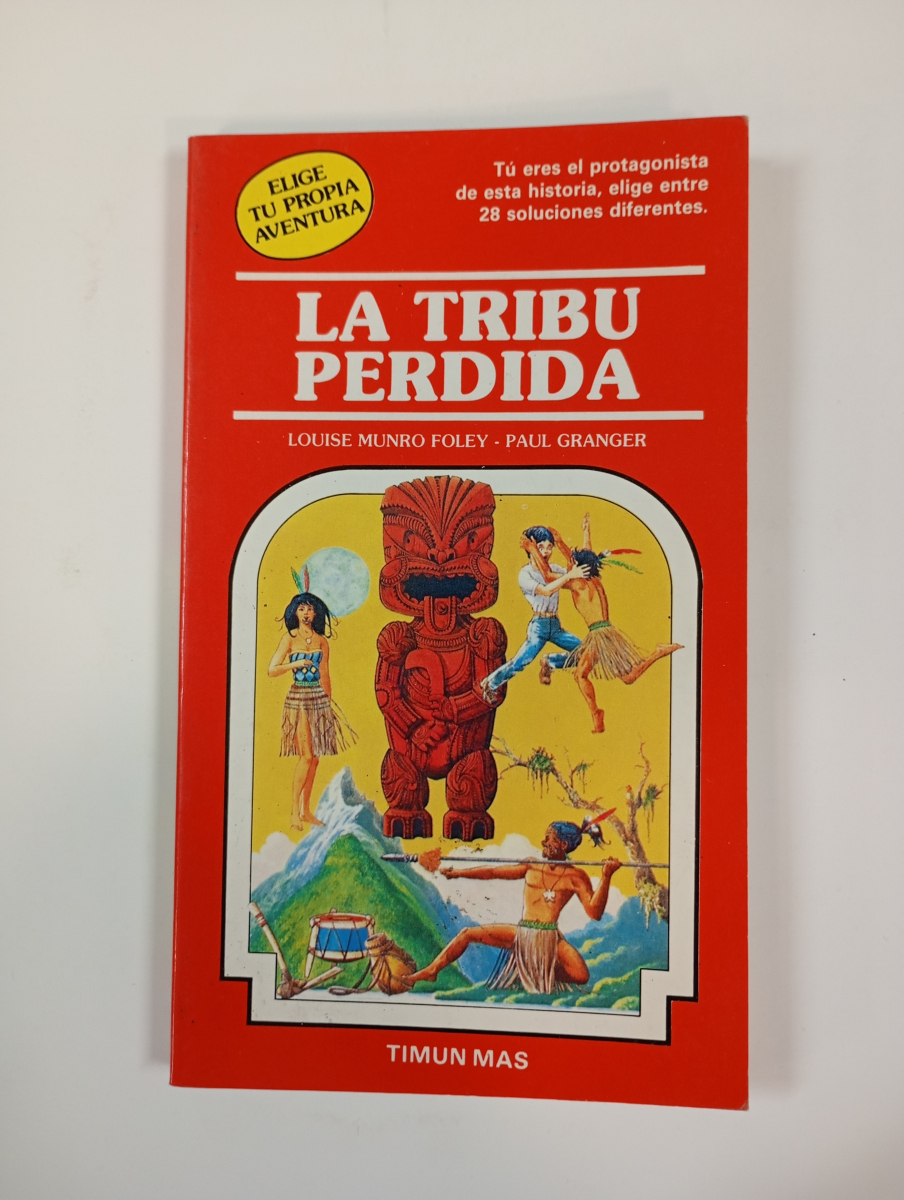 ELIGE
TU PROPIA
AVENTURA
Tú eres el protagonista
de esta historia, elige entre
28 soluciones diferentes.
LA TRIBU
PERDIDA
LOUISE MUNRO FOLEY - PAUL GRANGER
TIMUN MAS